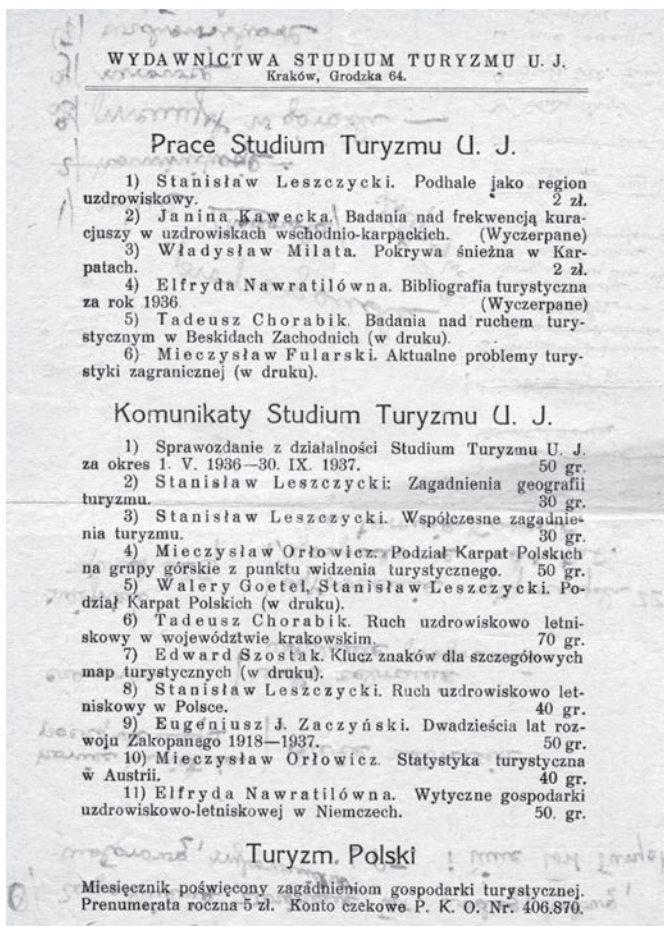 WYDAWNICTWA STUDIUM TURYZMU U. J.
Kraków, Grodzka 64.
Prace Studium Turyzmu U. J.
1) Stanisław Leszczycki. Podhale jako region
uzdrowiskowy. 2 zł.
2) Janina Kawecka. Badania nad frekwencją kura-
cjuszy w uzdrowiskach wschodnio-karpackich. (Wyczerpane)
3) Władysław Milata. Pokrywa śnieżna w Kar-
patach. 2 zł.
4) Elfryda Nawratilówna. Bibliografia turystyczna
za rok 1936 (Wyczerpane)
5) Tadeusz Chorabik. Badania nad ruchem tury-
stycznym w Beskidach Zachodnich (w druku).
6) Mieczysław Fularski. Aktualne problemy tury-
styki zagranicznej (w druku).
Komunikaty Studium Turyzmu U. J.
1) Sprawozdanie z działalności Studium Turyzmu U. J.
za okres 1. V. 1936—30. IX. 1937. 50 gr.
2) Stanisław Leszczycki: Zagadnienia geografii
turyzmu. 30 gr.
3) Stanisław Leszczycki. Współczesne zagadnie-
nia turyzmu. 30 gr.
4) Mieczysław Orłowicz. Podział Karpat Polskich
na grupy górskie z punktu widzenia turystycznego. 50 gr.
5) Walery Goetel, Stanisław Leszczycki. Po-
dział Karpat Polskich (w druku).
6) Tadeusz Chorabik. Ruch uzdrowiskowo letni-
skowy w województwie krakowskim. 70 gr.
7) Edward Szostak. Klucz znaków dla szczegółowych
map turystycznych (w druku).
8) Stanisław Leszczycki. Ruch uzdrowiskowo let-
niskowy w Polsce. 40 gr.
9) Eugeniusz J. Zaczyński. Dwadzieścia lat roz-
woju Zakopanego 1918—1937. 50 gr.
10) Mieczysław Orłowicz. Statystyka turystyczna
w Austrii. 40 gr.
11) Elfryda Nawratilówna. Wytyczne gospodarki
uzdrowiskowo-letniskowej w Niemczech. 50. gr.
Turyzm Polski
Miesięcznik poświęcony zagadnieniom gospodarki turystycznej.
Prenumerata roczna 5 zł. Konto czekowe P. K. O. Nr. 406.870.